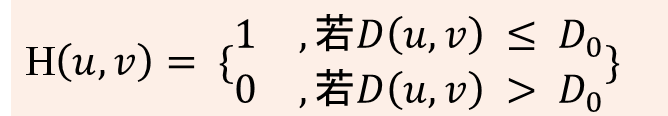 H(u, v) = {1 , 若D(u, v) ≤ D₀
0 , 若D(u, v) > D₀}